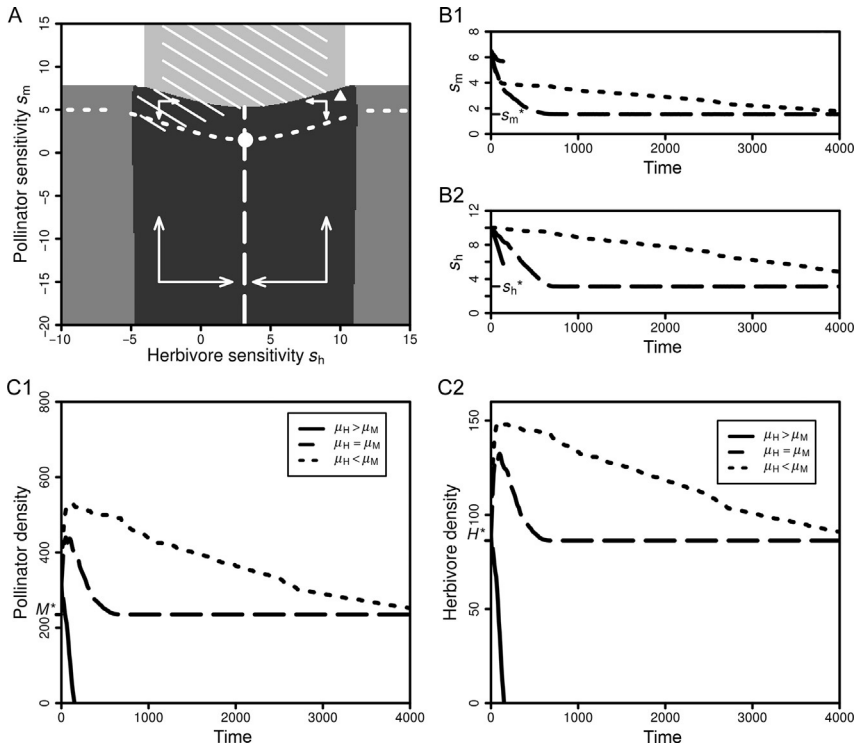 A
Pollinator sensitivity sm
15
10
5
0
-5
-10
-15
-20
-10
-5
0
5
10
15
Herbivore sensitivity sh
B1
sm
8
6
4
2
0
sm*
0
1000
2000
3000
4000
Time
B2
sh
12
8
4
0
sh*
0
1000
2000
3000
4000
Time
C1
Pollinator density
800
600
400
200
0
M*
μH > μM
μH = μM
μH < μM
0
1000
2000
3000
4000
Time
C2
Herbivore density
150
100
50
0
H*
μH > μM
μH = μM
μH < μM
0
1000
2000
3000
4000
Time